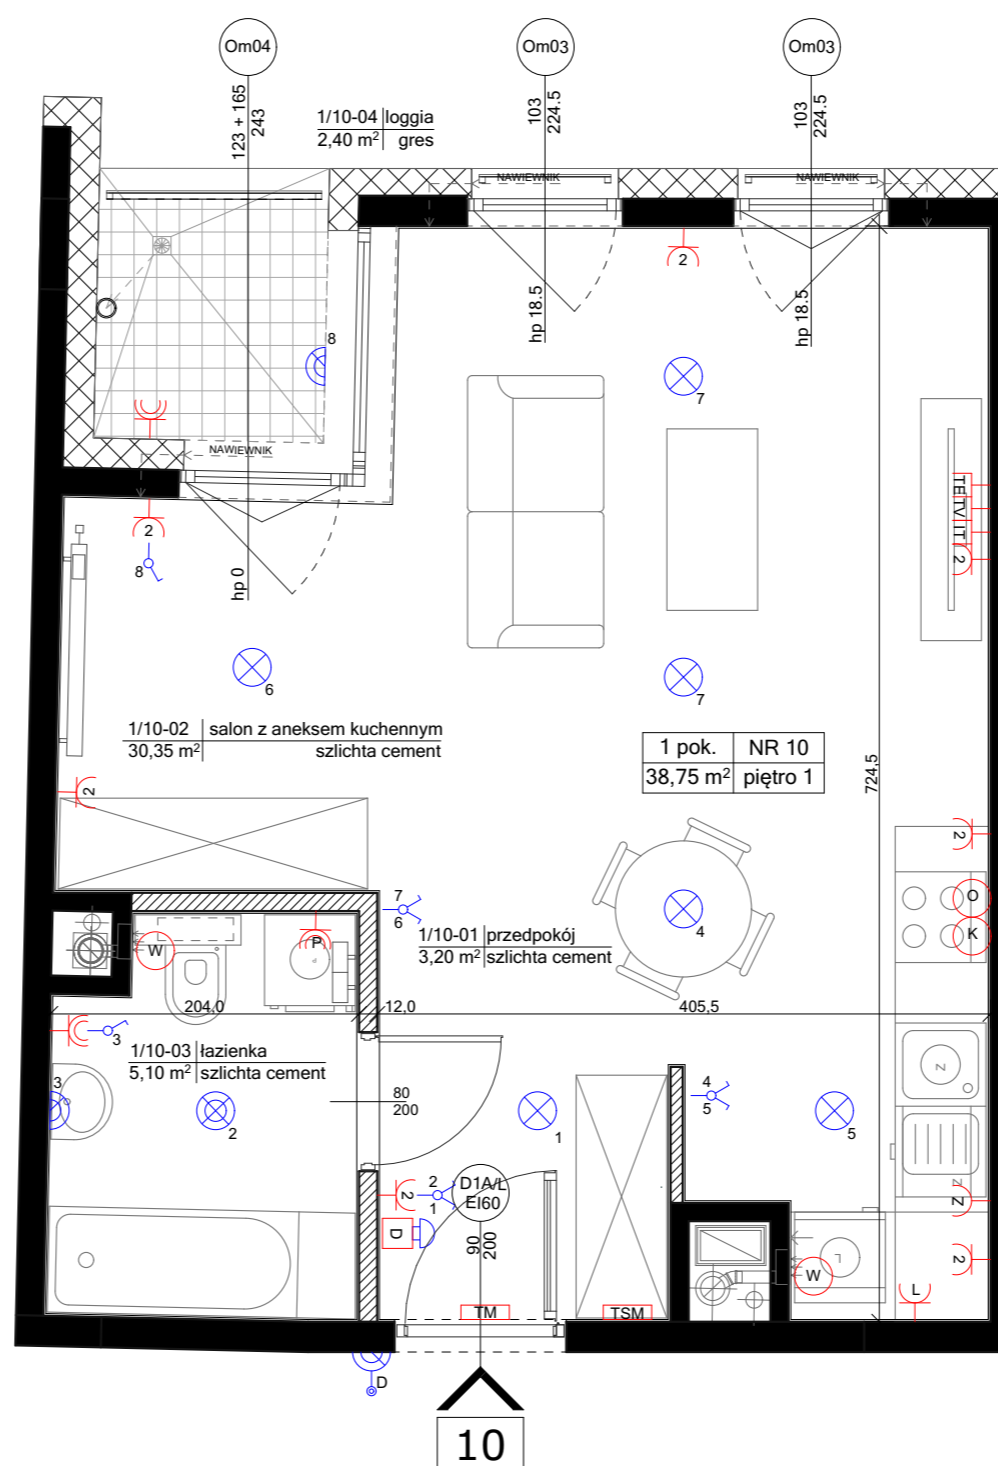 Om04
Om03
Om03
123 + 165
243
1/10-04 loggia
2,40 m² gres
103
224.5
103
224.5
NAWIEWNIK
NAWIEWNIK
2
hp 18.5
hp 18.5
8
7
NAWIEWNIK
2
8
hp 0
TE TV IT 2
6
7
1/10-02 salon z aneksem kuchennym
30,35 m² szlichta cement
1 pok. NR 10
38,75 m² piętro 1
724,5
2
2
7
6
4
O
K
1/10-01 przedpokój
3,20 m² szlichta cement
W
P
204,0
12,0
405,5
3
1/10-03 łazienka
5,10 m² szlichta cement
Z
3
2
80
200
1
4
5
5
2
2
1
D1A/L
EI60
Z
D
90
200
2
W
L
L
TM
TSM
D
10